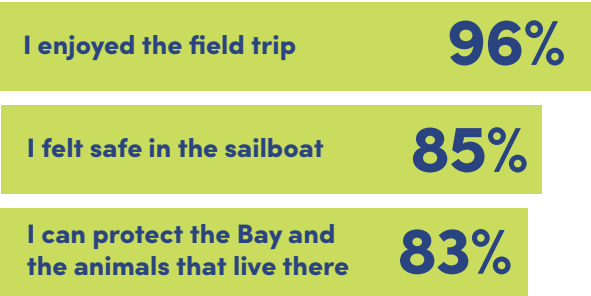 I enjoyed the field trip 96%
I felt safe in the sailboat 85%
I can protect the Bay and
the animals that live there 83%